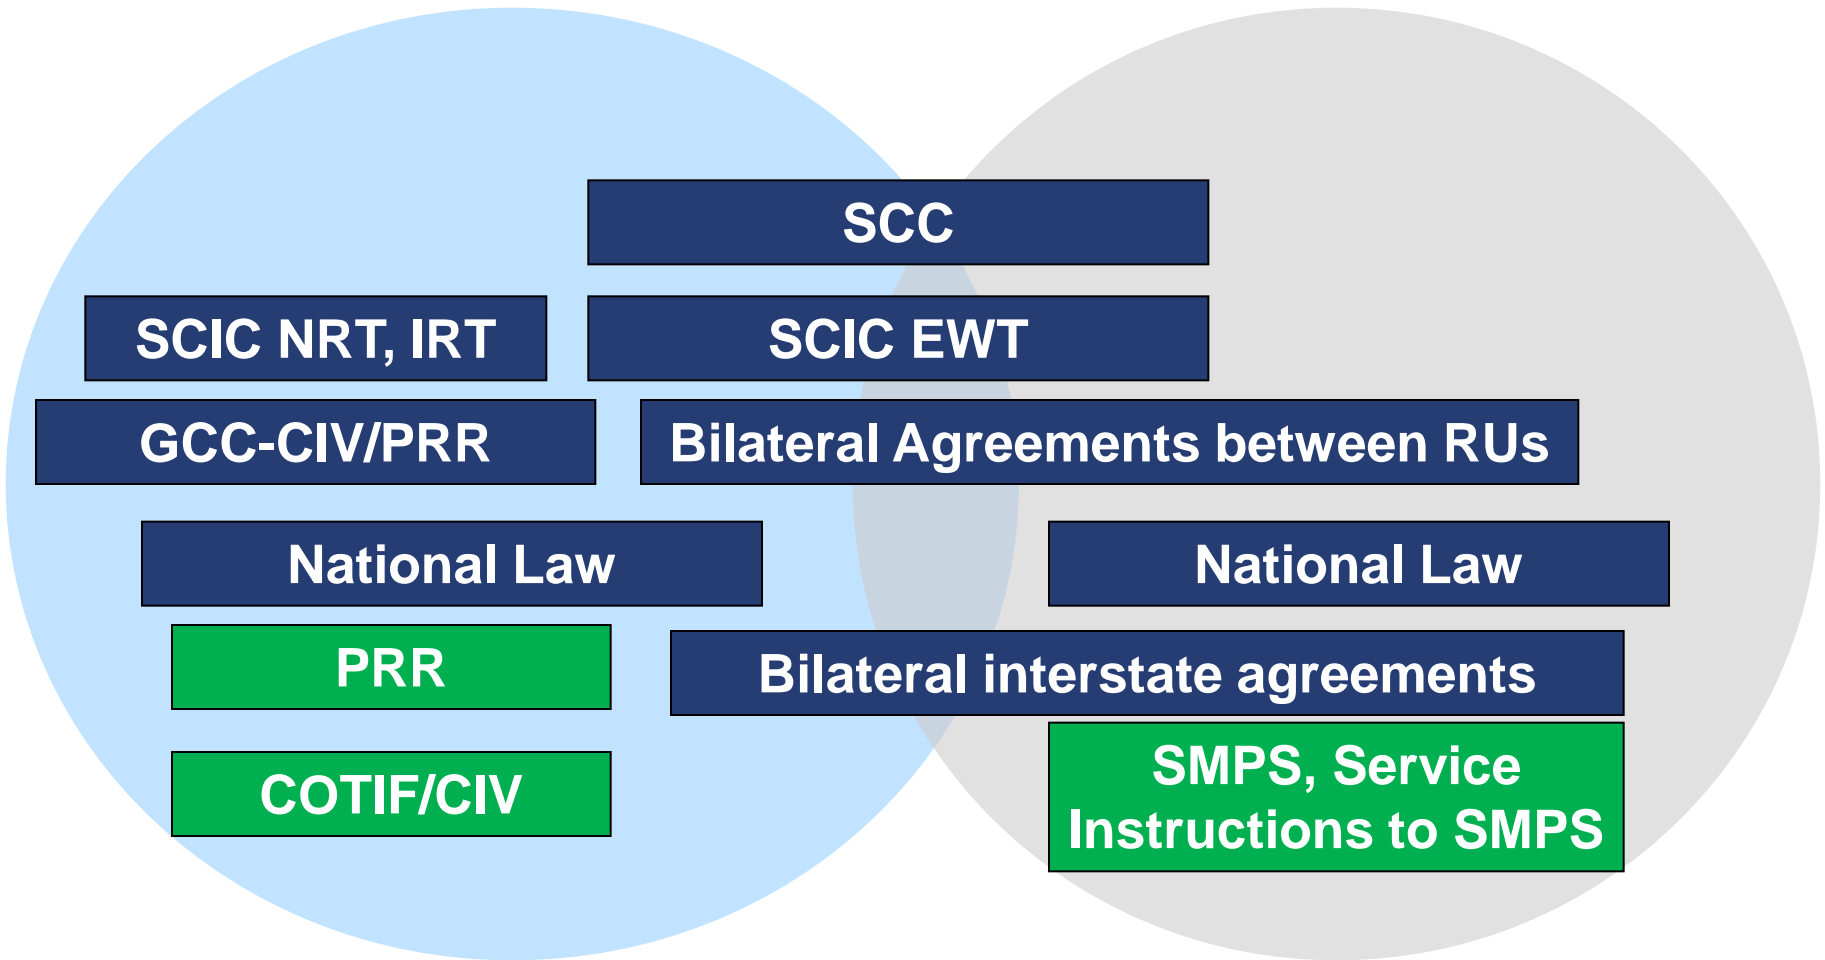 SCC
SCIC NRT, IRT
SCIC EWT
GCC-CIV/PRR
Bilateral Agreements between RUs
National Law
National Law
PRR
Bilateral interstate agreements
COTIF/CIV
SMPS, Service
Instructions to SMPS